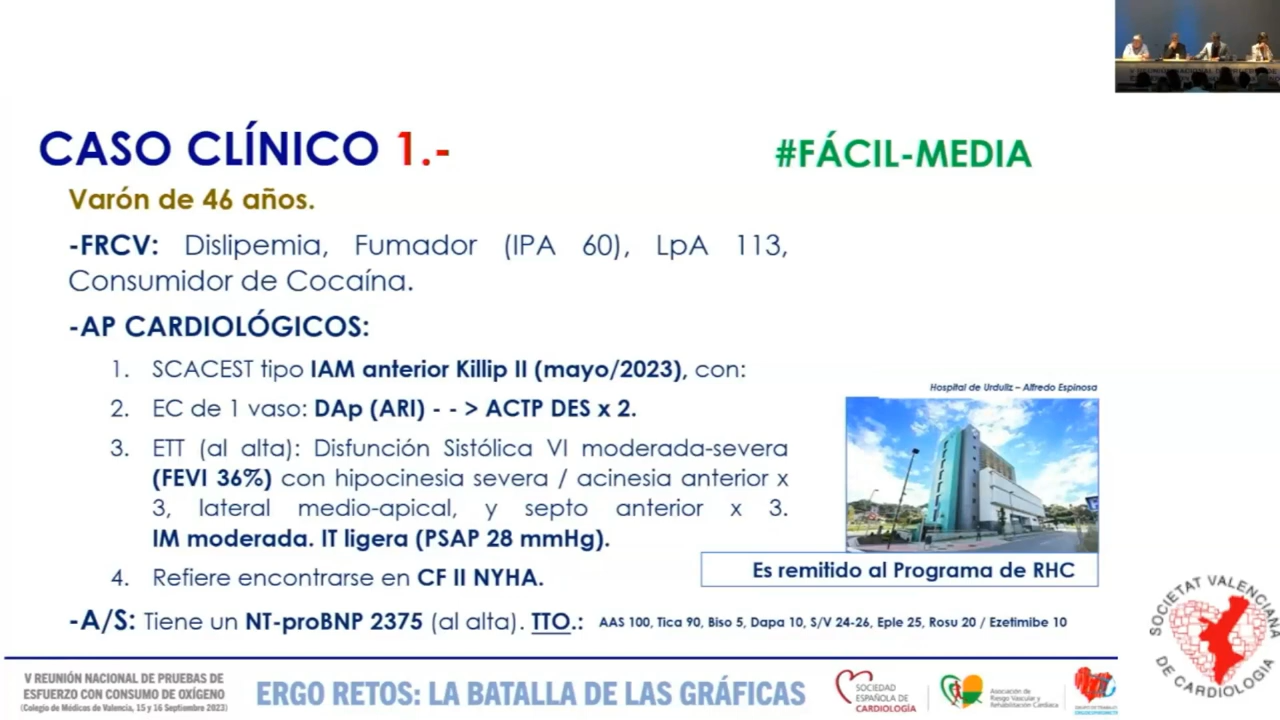 CASO CLÍNICO 1.-
#FÁCIL-MEDIA
Varón de 46 años.
-FRCV: Dislipemia, Fumador (IPA 60), LpA 113,
Consumidor de Cocaína.
-AP CARDIOLÓGICOS:
1. SCACEST tipo IAM anterior Killip II (mayo/2023), con:
2. EC de 1 vaso: DAp (ARI) - - > ACTP DES x 2.
3. ETT (al alta): Disfunción Sistólica VI moderada-severa
(FEVI 36%) con hipocinesia severa / acinesia anterior x
3, lateral medio-apical, y septo anterior x 3.
IM moderada. IT ligera (PSAP 28 mmHg).
4. Refiere encontrarse en CF II NYHA.
Hospital de Urduliz – Alfredo Espinosa
Es remitido al Programa de RHC
-A/S: Tiene un NT-proBNP 2375 (al alta). TTO.: AAS 100, Tica 90, Biso 5, Dapa 10, S/V 24-26, Eple 25, Rosu 20 / Ezetimibe 10
V REUNIÓN NACIONAL DE PRUEBAS DE
ESFUERZO CON CONSUMO DE OXÍGENO
(Colegio de Médicos de Valencia, 15 y 16 Septiembre 2023)
ERGO RETOS: LA BATALLA DE LAS GRÁFICAS
SOCIEDAD
ESPAÑOLA DE
CARDIOLOGÍA
Asociación de
Riesgo Vascular y
Rehabilitación Cardíaca
SOCIETAT VALENCIANA
DE CARDIOLOGIA